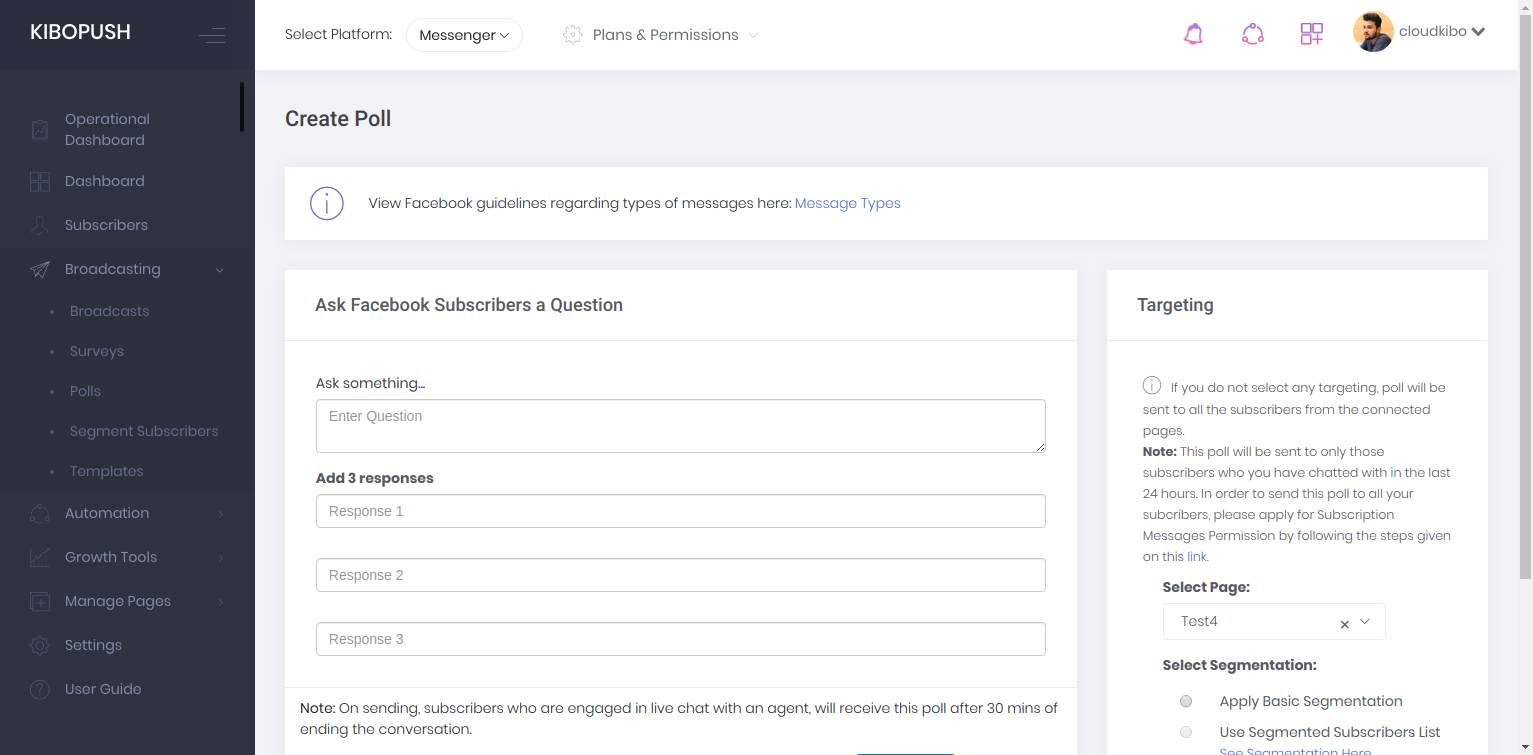 KIBOPUSH
Select Platform:
Messenger
Plans & Permissions
cloudkibo
Operational
Dashboard
Dashboard
Subscribers
Broadcasting
Broadcasts
Surveys
Polls
Segment Subscribers
Templates
Automation
Growth Tools
Manage Pages
Settings
User Guide
Create Poll
View Facebook guidelines regarding types of messages here: Message Types
Ask Facebook Subscribers a Question
Ask something...
Enter Question
Add 3 responses
Response 1
Response 2
Response 3
Note: On sending, subscribers who are engaged in live chat with an agent, will receive this poll after 30 mins of
ending the conversation.
Targeting
If you do not select any targeting, poll will be
sent to all the subscribers from the connected
pages.
Note: This poll will be sent to only those
subscribers who you have chatted with in the last
24 hours. In order to send this poll to all your
subcribers, please apply for Subscription
Messages Permission by following the steps given
on this link.
Select Page:
Test4
Select Segmentation:
Apply Basic Segmentation
Use Segmented Subscribers List
See Segmentation Here